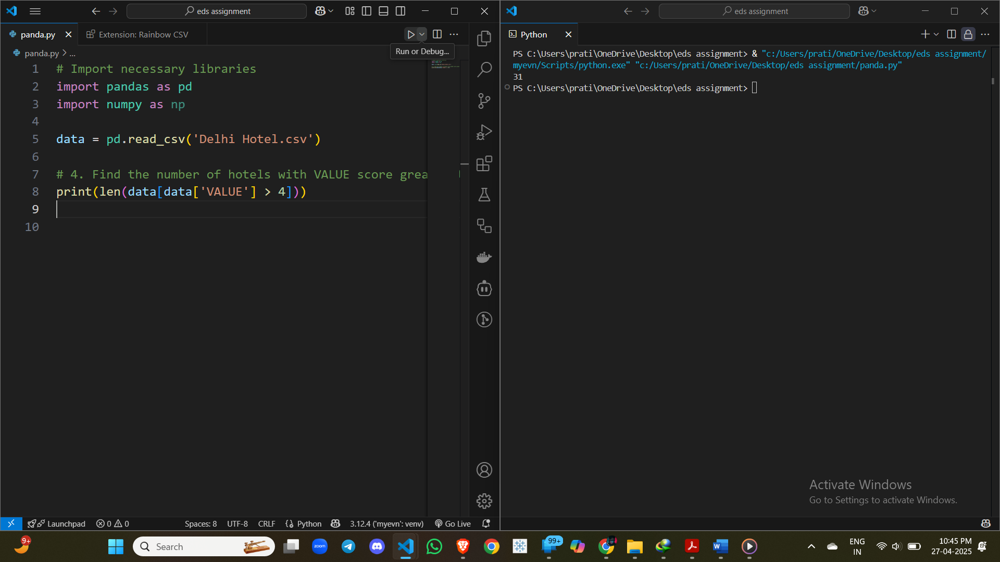 eds assignment
panda.py
Extension: Rainbow CSV
Run or Debug...
panda.py > ...
1 # Import necessary libraries
2 import pandas as pd
3 import numpy as np
4
5 data = pd.read_csv('Delhi Hotel.csv')
6
7 # 4. Find the number of hotels with VALUE score grea
8 print(len(data[data['VALUE'] > 4]))
9
10
Launchpad
0
0
Spaces: 8
UTF-8
CRLF
Python
3.12.4 ('myevn': venv)
Go Live
eds assignment
Python
PS C:\Users\prati\OneDrive\Desktop\eds assignment> & "c:/Users/prati/OneDrive/Desktop/eds assignment/
myevn/Scripts/python.exe" "c:/Users/prati/OneDrive/Desktop/eds assignment/panda.py"
31
PS C:\Users\prati\OneDrive\Desktop\eds assignment>
Activate Windows
Go to Settings to activate Windows.
9+
Search
zoom
99+
ENG
IN
10:45 PM
27-04-2025